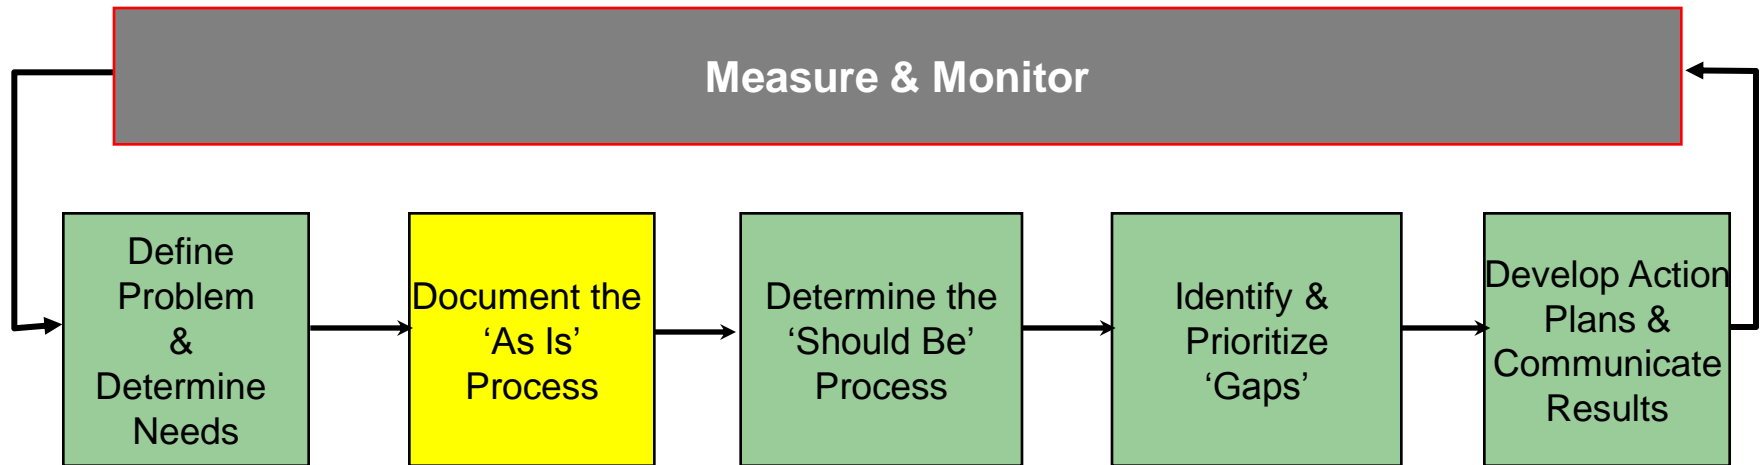 Measure & Monitor
Define
Problem
&
Determine
Needs
Document the
‘As Is’
Process
Determine the
‘Should Be’
Process
Identify &
Prioritize
‘Gaps’
Develop Action
Plans &
Communicate
Results